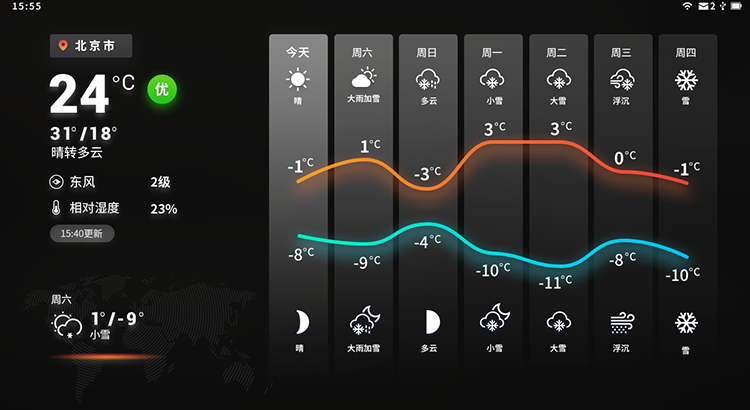 15:55
2
北京市
24℃
优
31°/18°
晴转多云
东风 2级
相对湿度 23%
15:40更新
周六
1°/-9°
小雪
今天 周六 周日 周一 周二 周三 周四
晴 大雨加雪 多云 小雪 大雪 浮沉 雪
-1℃ 1℃ -3℃ 3℃ 3℃ 0℃ -1℃
-8℃ -9℃ -4℃ -10℃ -11℃ -8℃ -10℃
晴 大雨加雪 多云 小雪 大雪 浮沉 雪